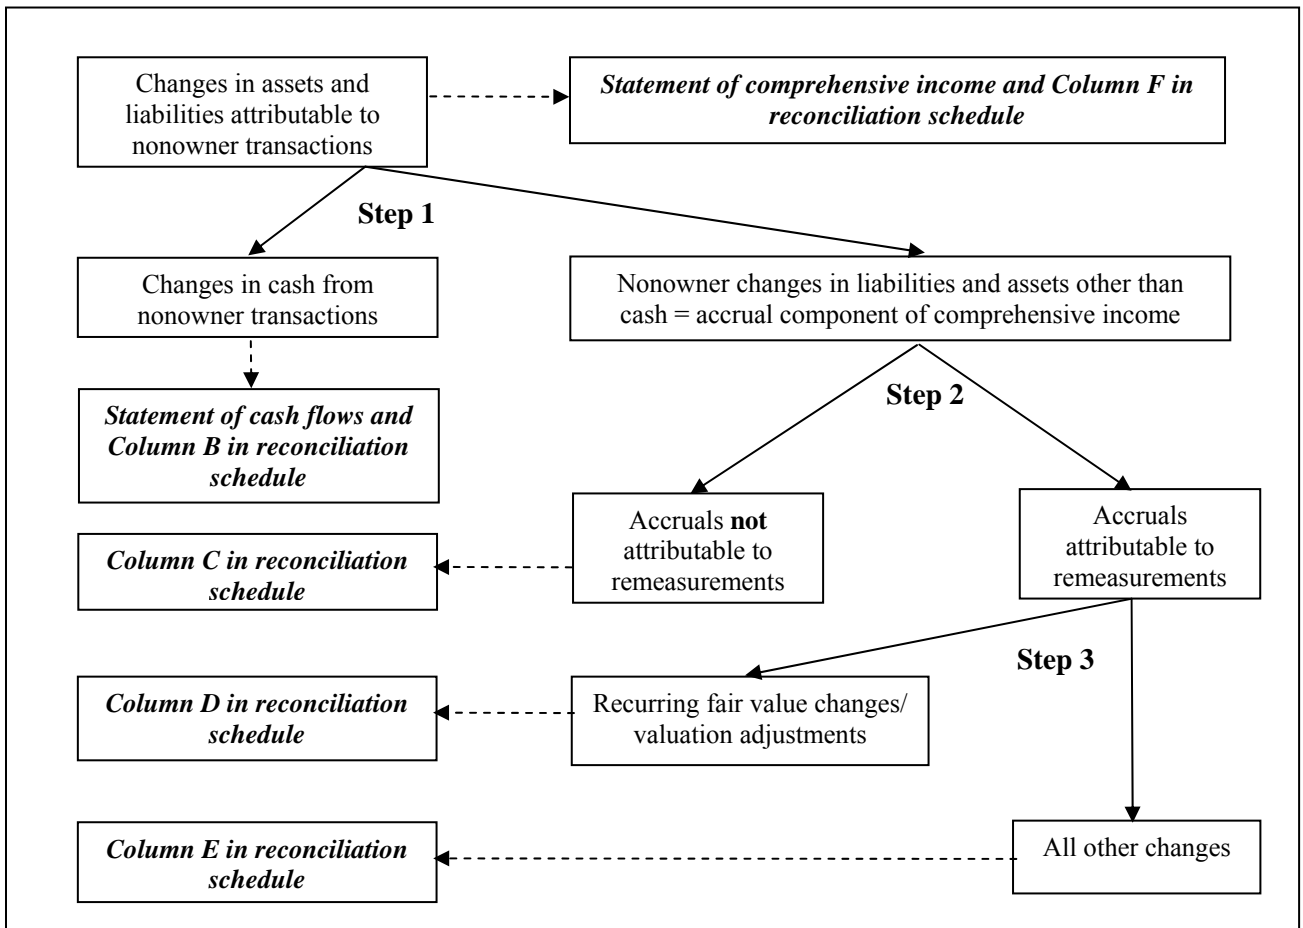 Changes in assets and
liabilities attributable to
nonowner transactions
Statement of comprehensive income and Column F in
reconciliation schedule
Step 1
Changes in cash from
nonowner transactions
Nonowner changes in liabilities and assets other than
cash = accrual component of comprehensive income
Step 2
Statement of cash flows and
Column B in reconciliation
schedule
Accruals not
attributable to
remeasurements
Accruals
attributable to
remeasurements
Column C in reconciliation
schedule
Step 3
Column D in reconciliation
schedule
Recurring fair value changes/
valuation adjustments
Column E in reconciliation
schedule
All other changes